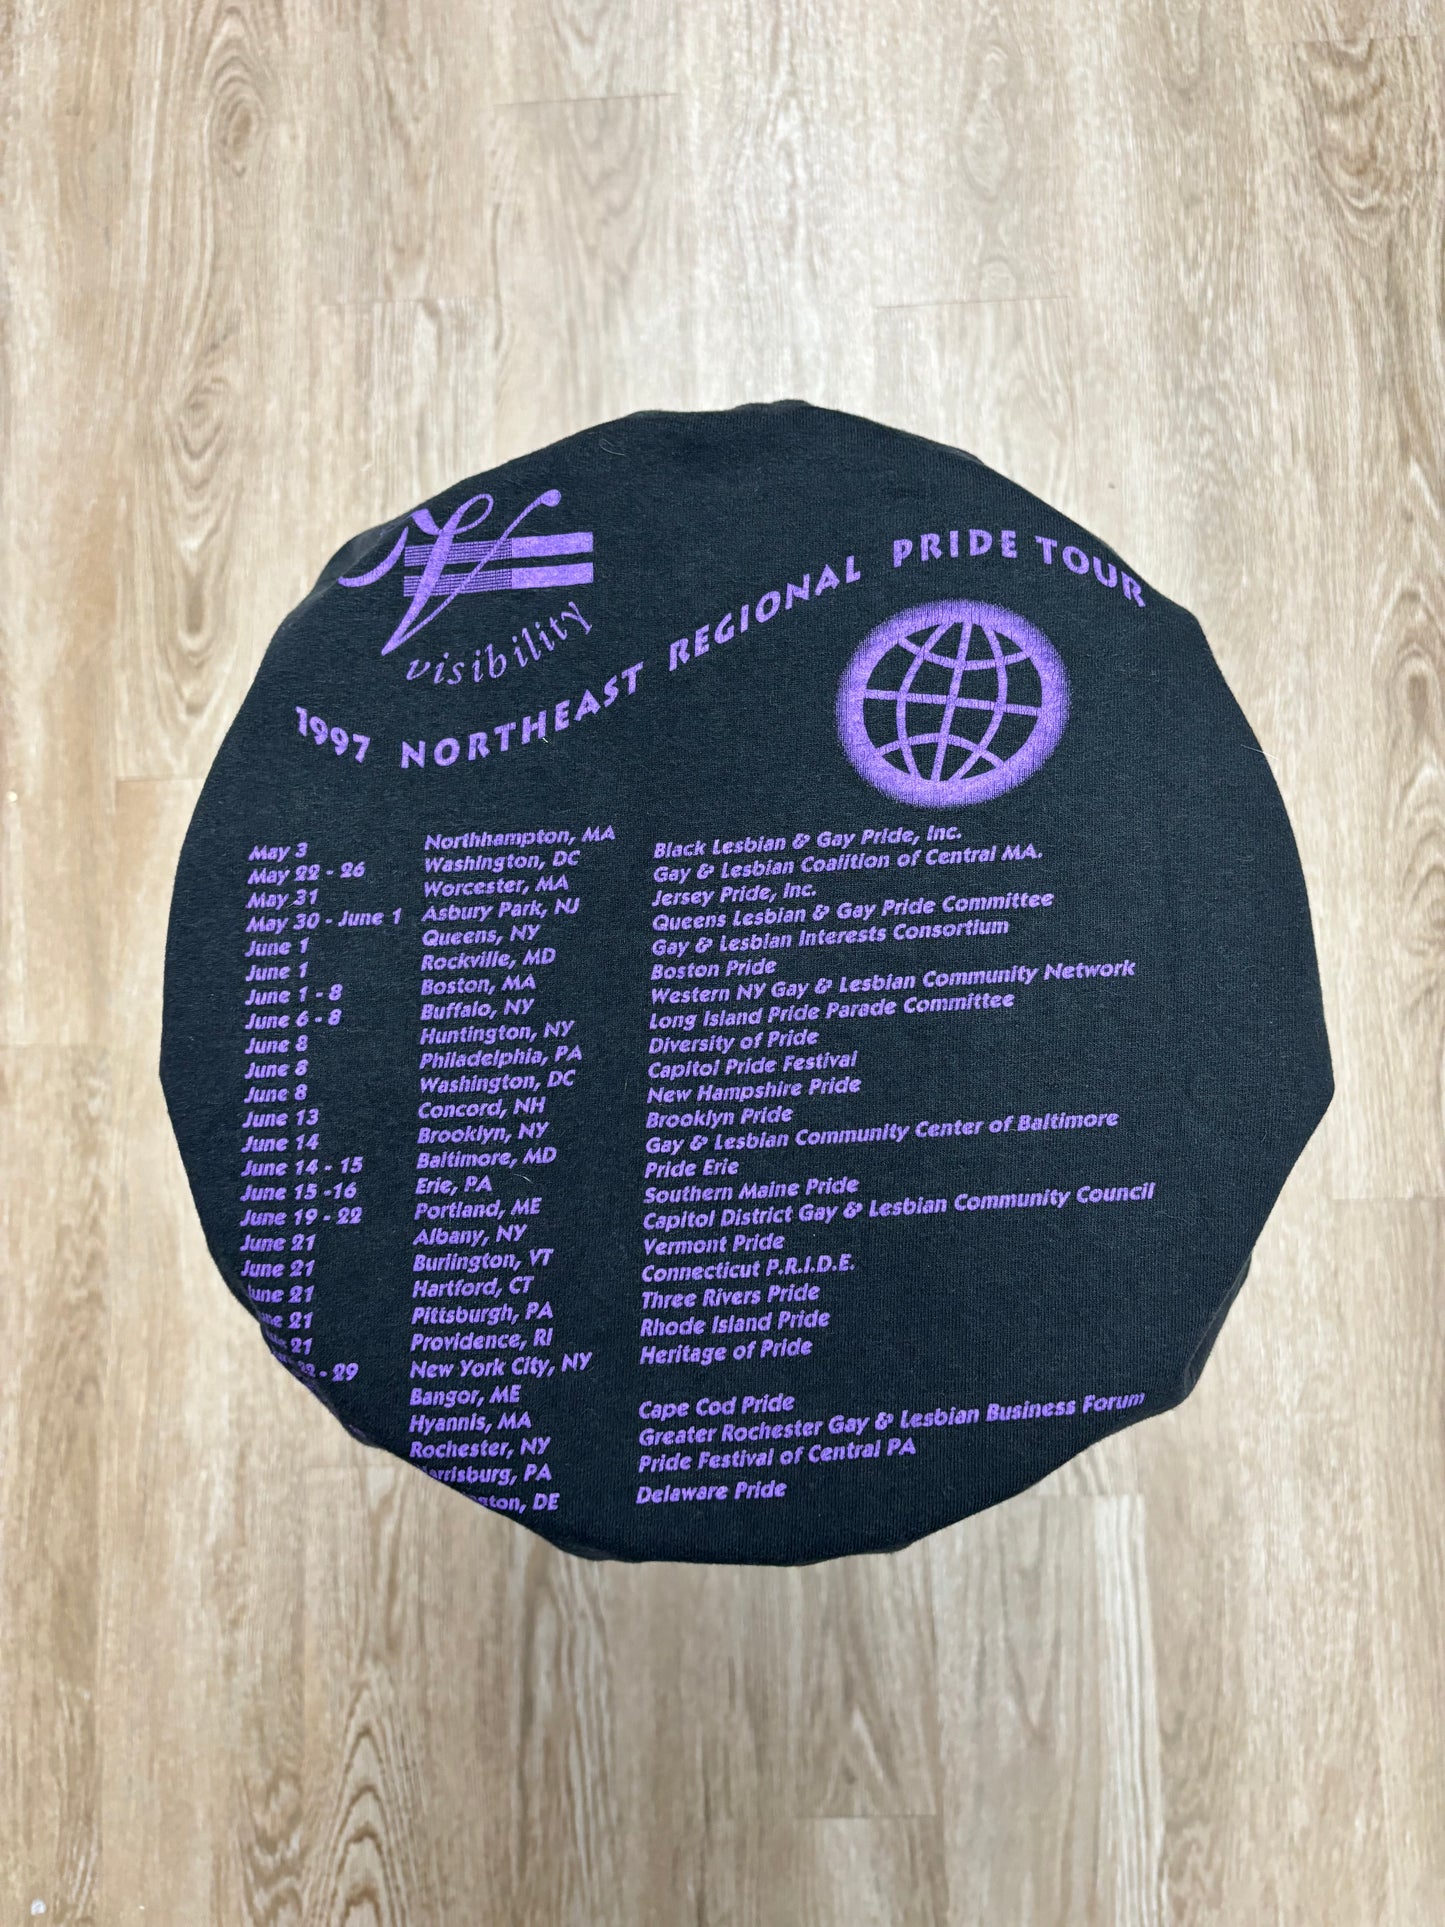 V
visibility
1997 NORTHEAST REGIONAL PRIDE TOUR
May 3 Northhampton, MA
May 22 - 26 Washington, DC Black Lesbian & Gay Pride, Inc.
May 31 Worcester, MA Gay & Lesbian Coalition of Central MA.
May 30 - June 1 Asbury Park, NJ Jersey Pride, Inc.
June 1 Queens, NY Queens Lesbian & Gay Pride Committee
June 1 Rockville, MD Gay & Lesbian Interests Consortium
June 1 - 8 Boston, MA Boston Pride
June 6 - 8 Buffalo, NY Western NY Gay & Lesbian Community Network
June 8 Huntington, NY Long Island Pride Parade Committee
June 8 Philadelphia, PA Diversity of Pride
June 8 Washington, DC Capitol Pride Festival
June 13 Concord, NH New Hampshire Pride
June 14 Brooklyn, NY Brooklyn Pride
June 14 - 15 Baltimore, MD Gay & Lesbian Community Center of Baltimore
June 15 -16 Erie, PA Pride Erie
June 19 - 22 Portland, ME Southern Maine Pride
June 21 Albany, NY Capitol District Gay & Lesbian Community Council
June 21 Burlington, VT Vermont Pride
June 21 Hartford, CT Connecticut P.R.I.D.E.
21 Pittsburgh, PA Three Rivers Pride
21 Providence, RI Rhode Island Pride
- 29 New York City, NY Heritage of Pride
Bangor, ME
Hyannis, MA Cape Cod Pride
Rochester, NY Greater Rochester Gay & Lesbian Business Forum
Harrisburg, PA Pride Festival of Central PA
DE Delaware Pride